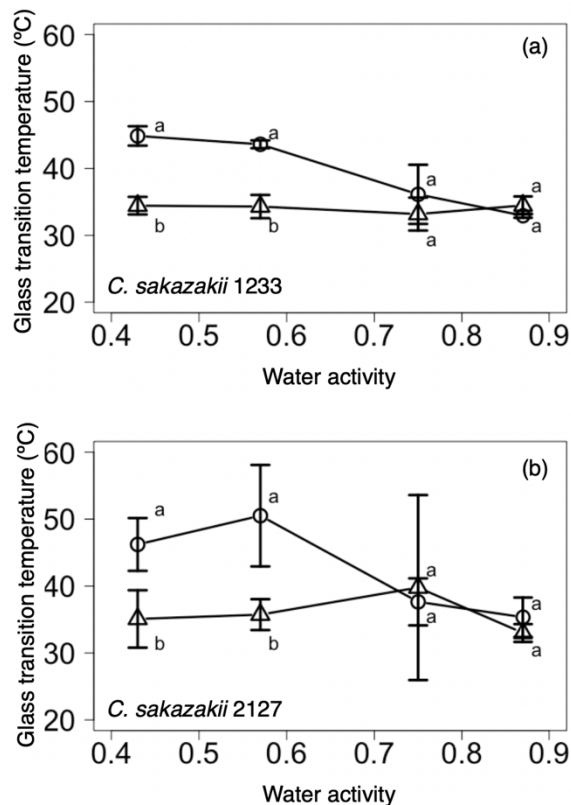 60
(a)
50
a
a
40
a
a
30
b
b
a
a
20
C. sakazakii 1233
Glass transition temperature (ºC)
0.4 0.5 0.6 0.7 0.8 0.9
Water activity
60
(b)
50
a
a
40
a
a
30
b
b
a
a
20
C. sakazakii 2127
Glass transition temperature (ºC)
0.4 0.5 0.6 0.7 0.8 0.9
Water activity